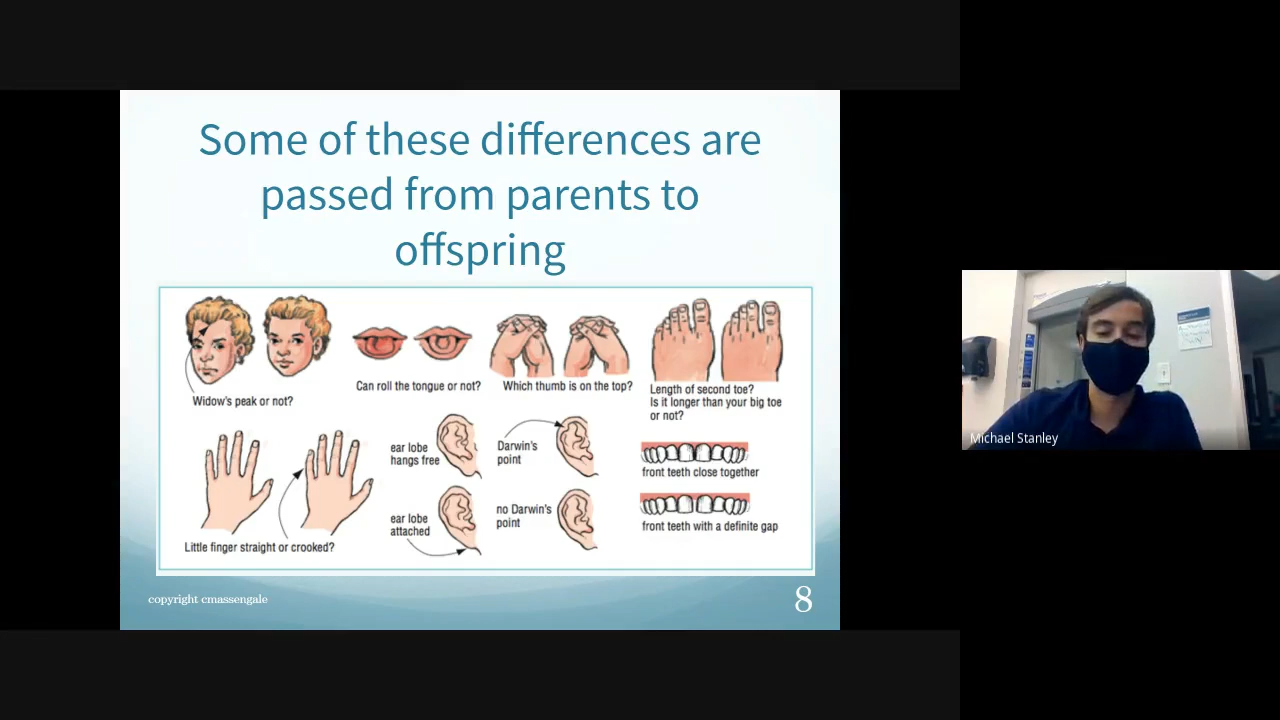 Some of these differences are
passed from parents to
offspring
Widow's peak or not?
Can roll the tongue or not?
Which thumb is on the top?
Length of second toe?
Is it longer than your big toe
or not?
Little finger straight or crooked?
ear lobe
hangs free
ear lobe
attached
Darwin's
point
no Darwin's
point
front teeth close together
front teeth with a definite gap
copyright cmassengale
8
Michael Stanley